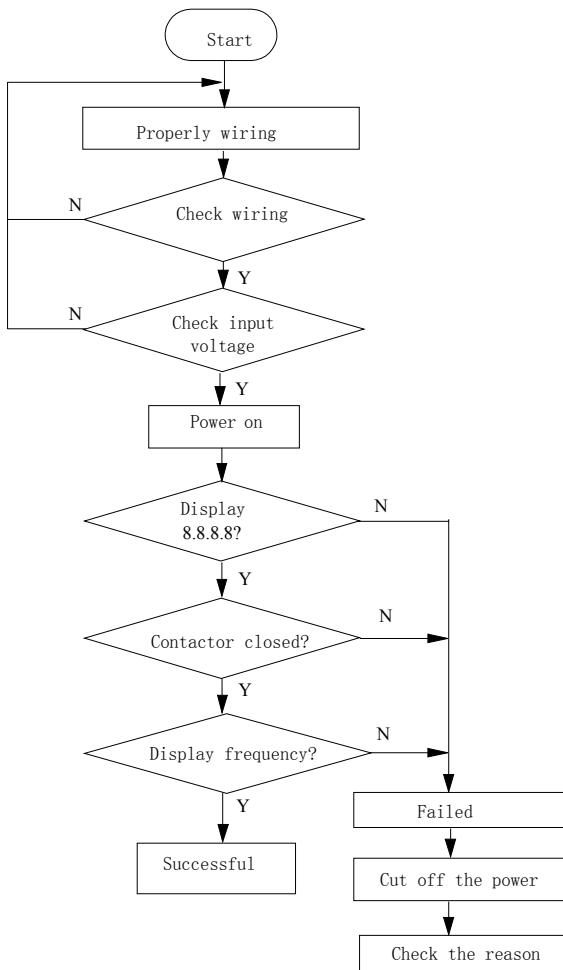 Start
Properly wiring
N
Check wiring
Y
N
Check input
voltage
Y
Power on
Display
8.8.8.8?
N
Y
Contactor closed?
N
Y
Display frequency?
N
Y
Failed
Successful
Cut off the power
Check the reason